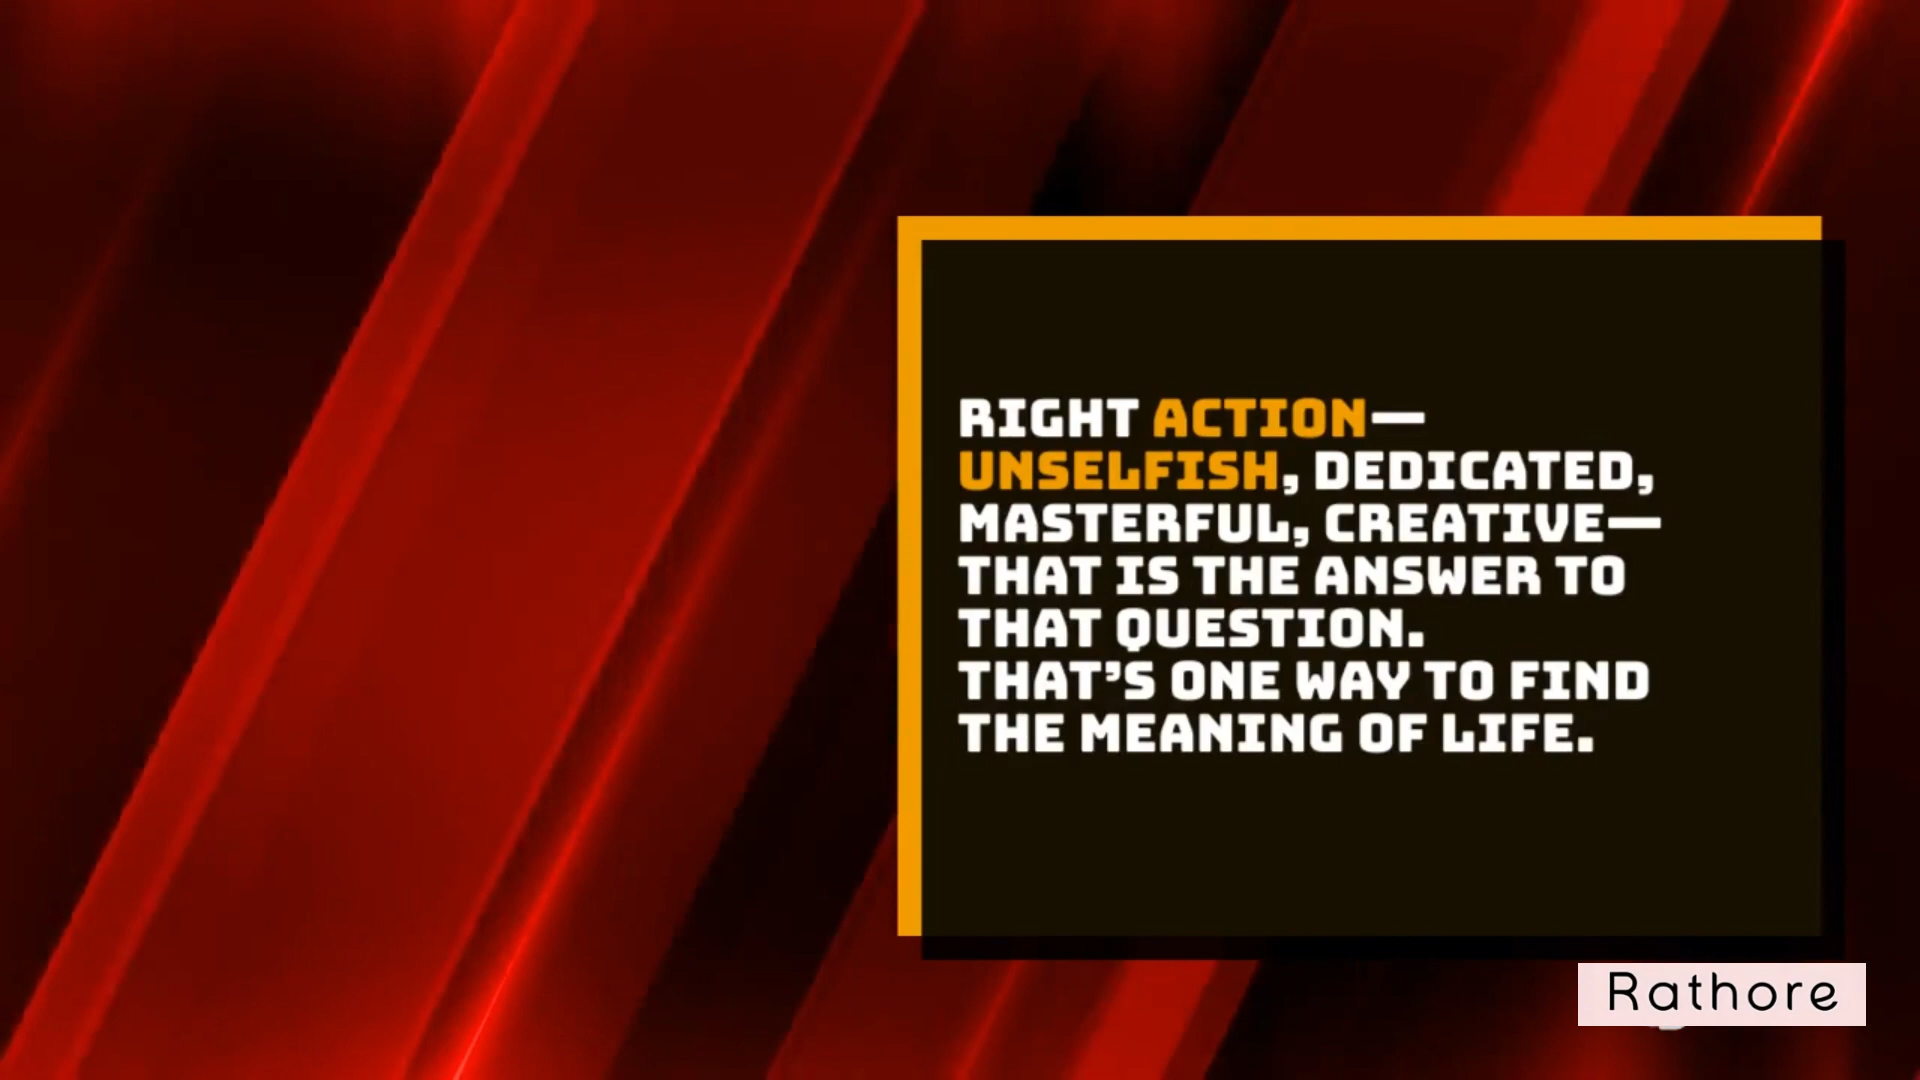 RIGHT ACTION—
UNSELFISH, DEDICATED,
MASTERFUL, CREATIVE—
THAT IS THE ANSWER TO
THAT QUESTION.
THAT’S ONE WAY TO FIND
THE MEANING OF LIFE.
Rathore